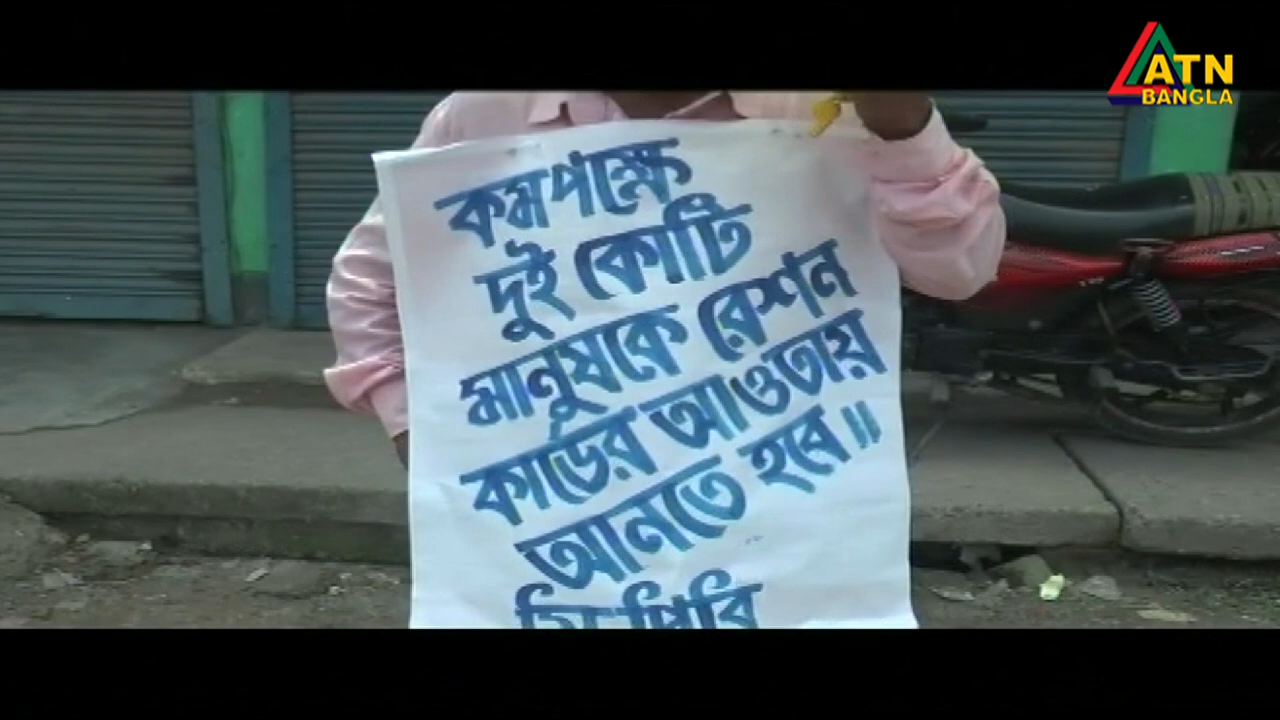 ATN
BANGLA
কমপক্ষে
দুই কোটি
মানুষকে রেশন
কার্ডের আওতায়
আনতে হবে॥
সিপিবি